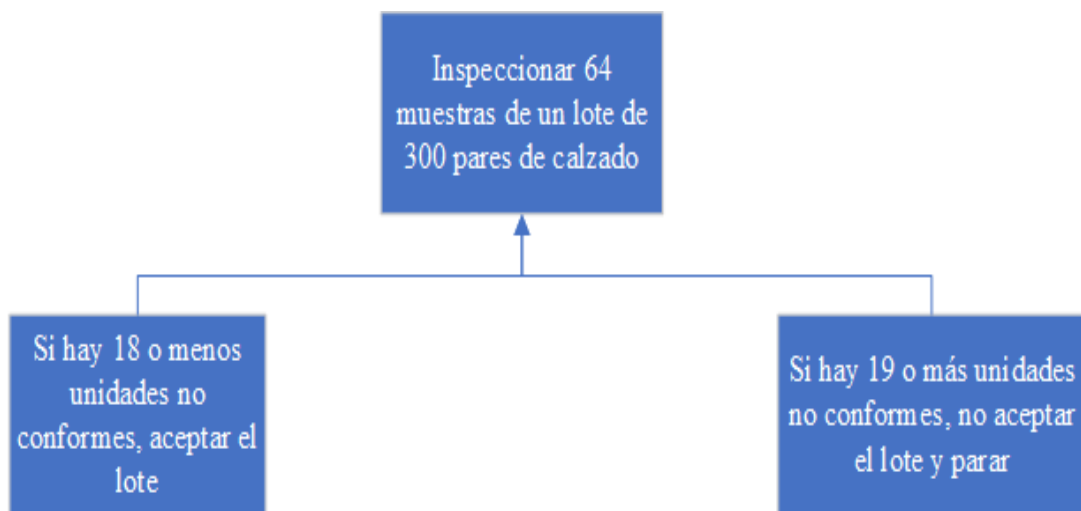 Inspeccionar 64
muestras de un lote de
300 pares de calzado
Si hay 18 o menos
unidades no
conformes, aceptar el
lote
Si hay 19 o más unidades
no conformes, no aceptar
el lote y parar